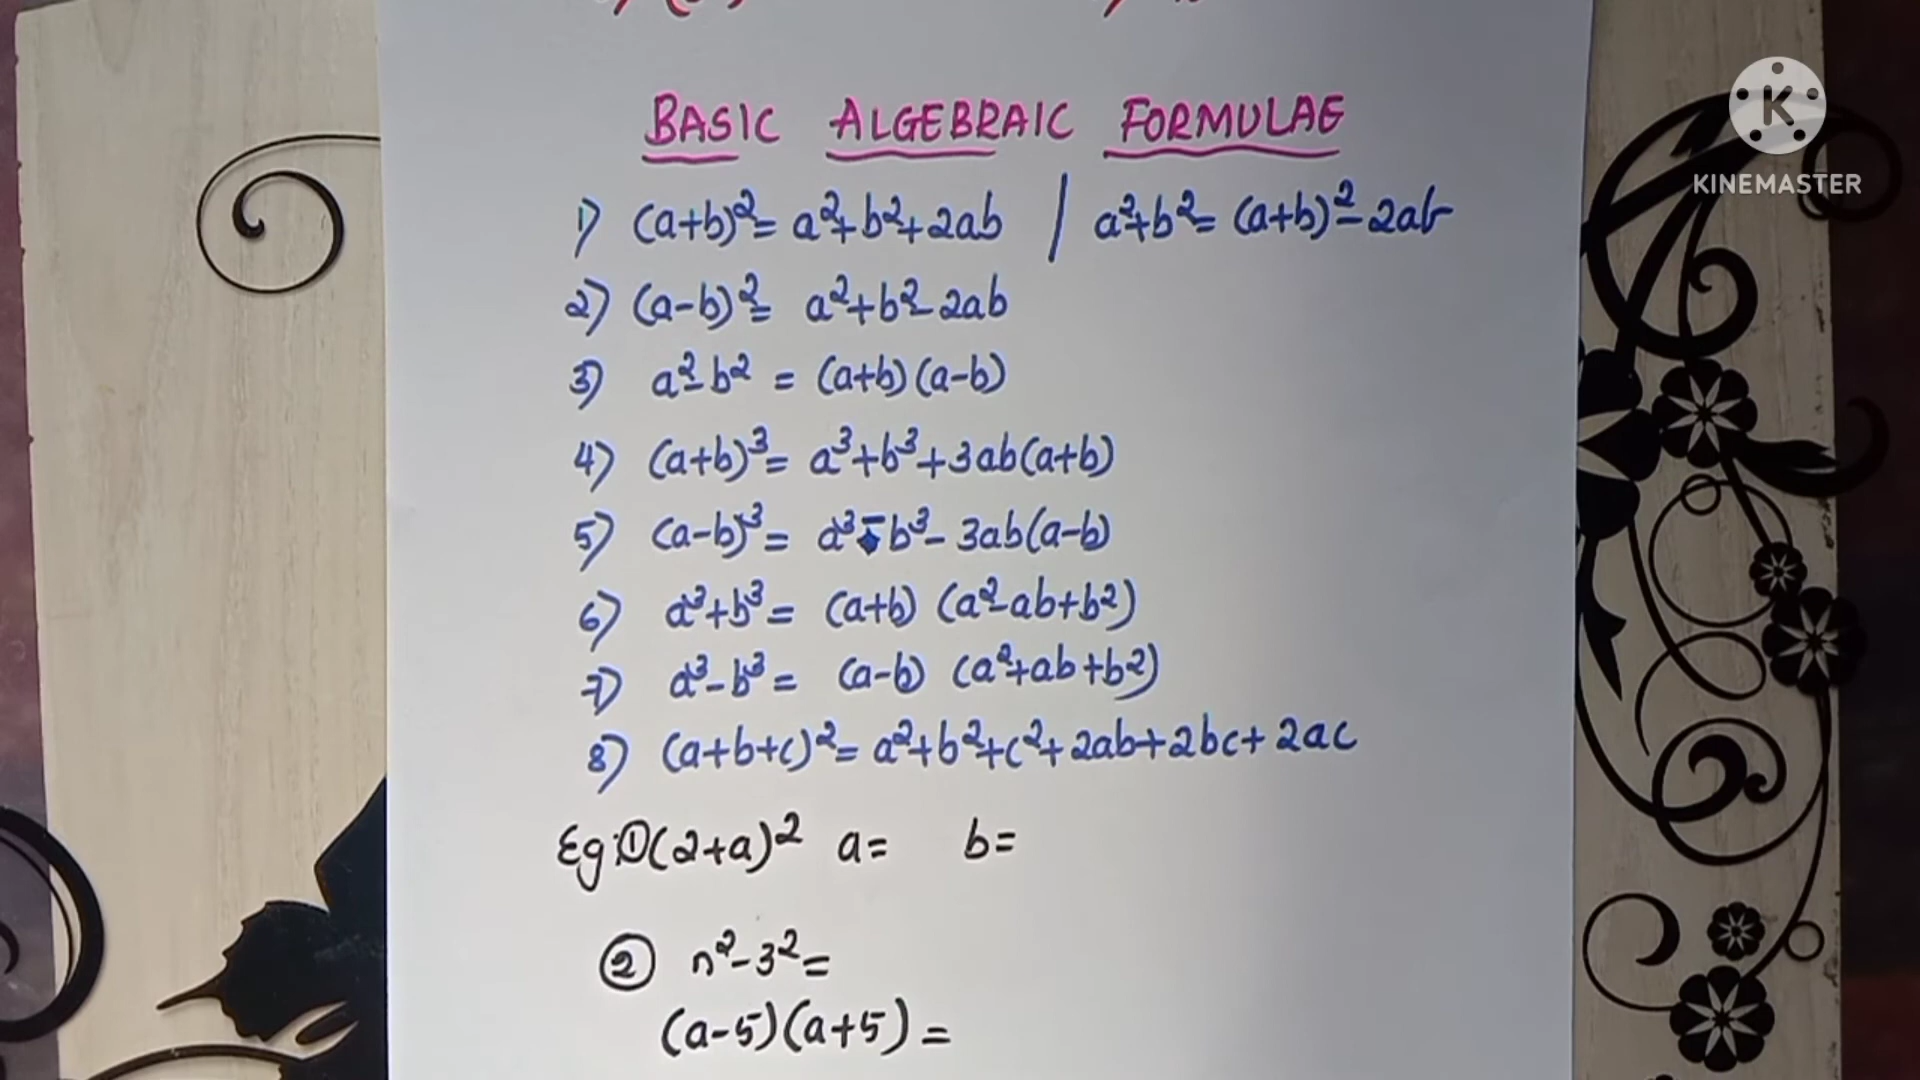 BASIC ALGEBRAIC FORMULAE
KINEMASTER
1) (a+b)²= a²+b²+2ab / a²+b²= (a+b)²-2ab
2) (a-b)²= a²+b²-2ab
3) a²-b² = (a+b)(a-b)
4) (a+b)³= a³+b³+3ab(a+b)
5) (a-b)³= a³-b³-3ab(a-b)
6) a³+b³= (a+b) (a²-ab+b²)
7) a³-b³= (a-b) (a²+ab+b²)
8) (a+b+c)²= a²+b²+c²+2ab+2bc+2ac
Eg:① (2+a)² a= b=
② n²-3²=
(a-5)(a+5)=